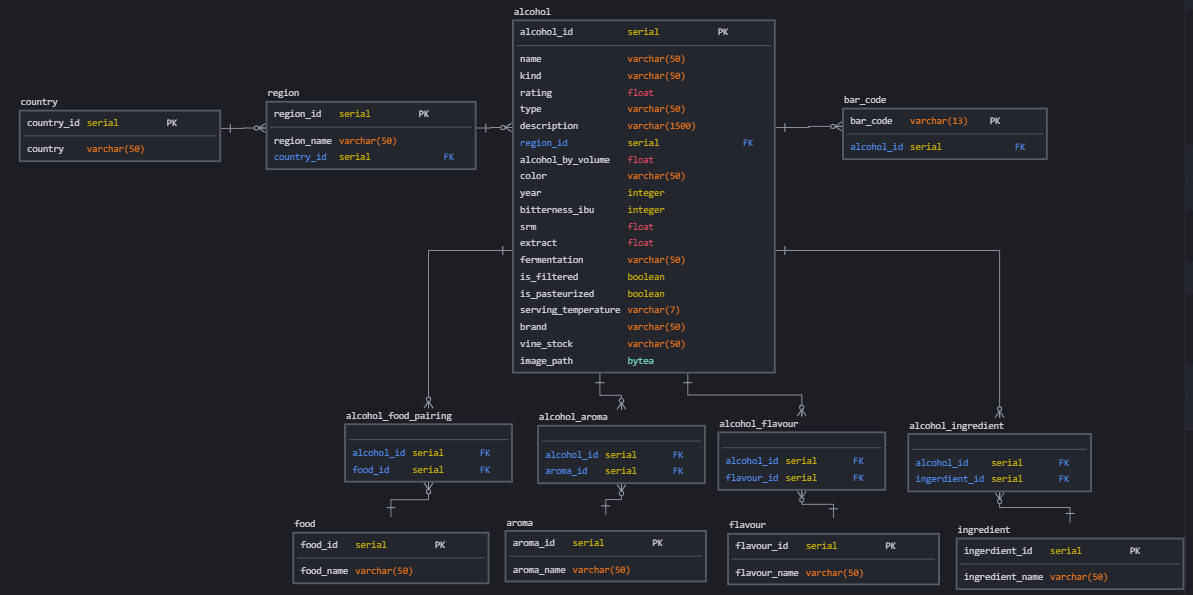 alcohol
alcohol_id serial PK
name varchar(50)
kind varchar(50)
rating float
type varchar(50)
description varchar(1500)
region_id serial FK
alcohol_by_volume float
color varchar(50)
year integer
bitterness_ibu integer
srm float
extract float
fermentation varchar(50)
is_filtered boolean
is_pasteurized boolean
serving_temperature varchar(7)
brand varchar(50)
vine_stock varchar(50)
image_path bytea
country
country_id serial PK
country varchar(50)
region
region_id serial PK
region_name varchar(50)
country_id serial FK
bar_code
bar_code varchar(13) PK
alcohol_id serial FK
alcohol_food_pairing
alcohol_id serial FK
food_id serial FK
alcohol_aroma
alcohol_id serial FK
aroma_id serial FK
alcohol_flavour
alcohol_id serial FK
flavour_id serial FK
alcohol_ingredient
alcohol_id serial FK
ingerdient_id serial FK
food
food_id serial PK
food_name varchar(50)
aroma
aroma_id serial PK
aroma_name varchar(50)
flavour
flavour_id serial PK
flavour_name varchar(50)
ingredient
ingerdient_id serial PK
ingredient_name varchar(50)